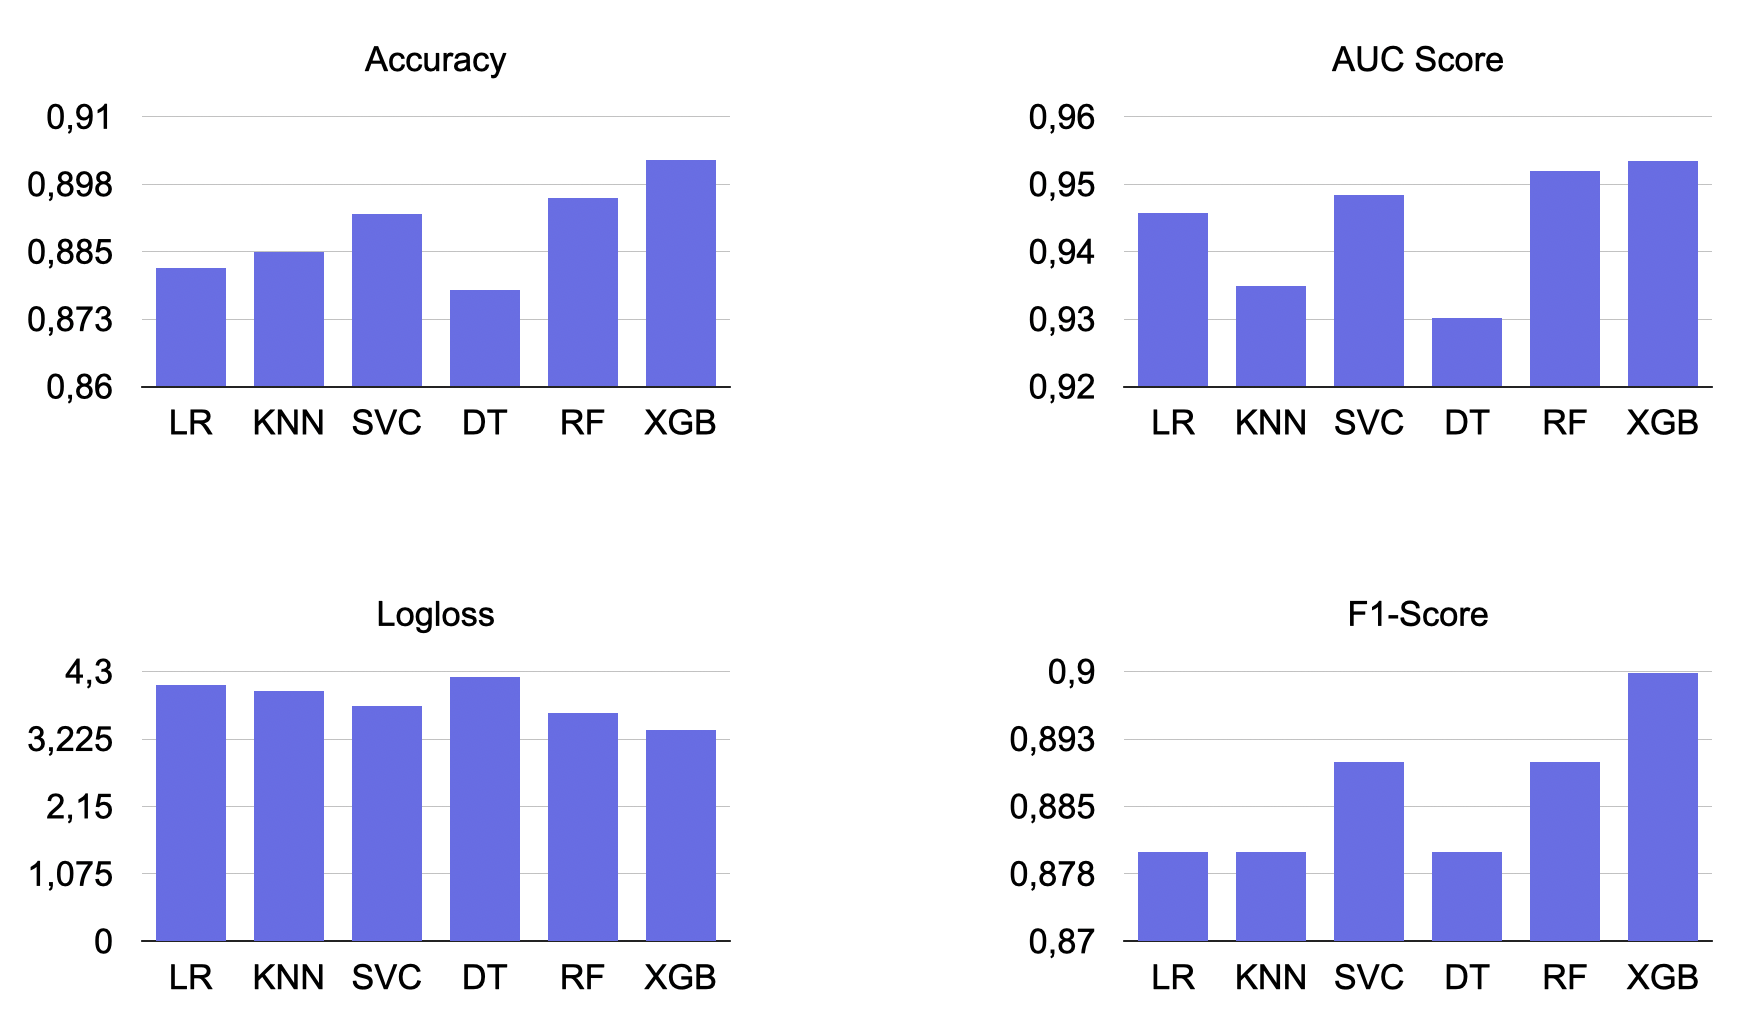 Accuracy
0,91
0,898
0,885
0,873
0,86
LR KNN SVC DT RF XGB
AUC Score
0,96
0,95
0,94
0,93
0,92
LR KNN SVC DT RF XGB
Logloss
4,3
3,225
2,15
1,075
0
LR KNN SVC DT RF XGB
F1-Score
0,9
0,893
0,885
0,878
0,87
LR KNN SVC DT RF XGB